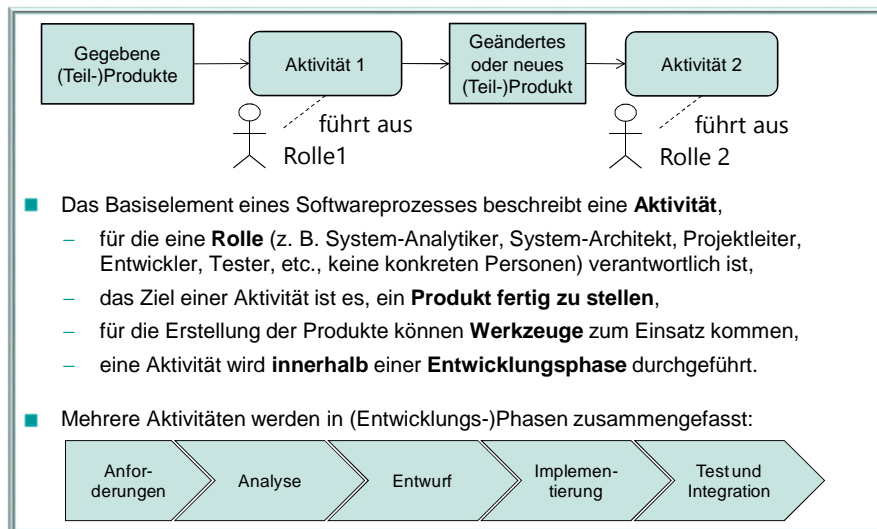 Gegebene
(Teil-)Produkte
Aktivität 1
Geändertes
oder neues
(Teil-)Produkt
Aktivität 2
führt aus
Rolle1
führt aus
Rolle 2
Das Basiselement eines Softwareprozesses beschreibt eine Aktivität,
– für die eine Rolle (z. B. System-Analytiker, System-Architekt, Projektleiter,
Entwickler, Tester, etc., keine konkreten Personen) verantwortlich ist,
– das Ziel einer Aktivität ist es, ein Produkt fertig zu stellen,
– für die Erstellung der Produkte können Werkzeuge zum Einsatz kommen,
– eine Aktivität wird innerhalb einer Entwicklungsphase durchgeführt.
Mehrere Aktivitäten werden in (Entwicklungs-)Phasen zusammengefasst:
Anfor-
derungen
Analyse
Entwurf
Implemen-
tierung
Test und
Integration